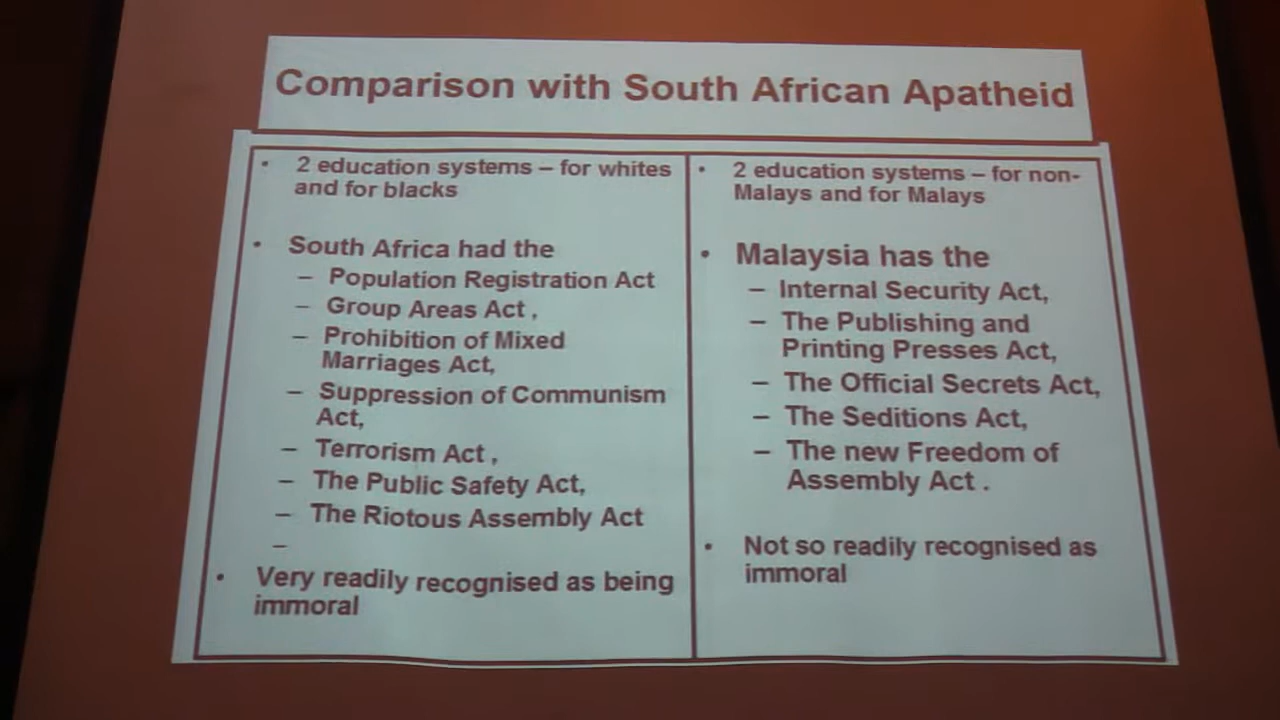 Comparison with South African Apatheid
• 2 education systems – for whites
and for blacks
• South Africa had the
– Population Registration Act
– Group Areas Act ,
– Prohibition of Mixed
Marriages Act,
– Suppression of Communism
Act,
– Terrorism Act ,
– The Public Safety Act,
– The Riotous Assembly Act
–
• Very readily recognised as being
immoral
• 2 education systems – for non-
Malays and for Malays
• Malaysia has the
– Internal Security Act,
– The Publishing and
Printing Presses Act,
– The Official Secrets Act,
– The Seditions Act,
– The new Freedom of
Assembly Act .
• Not so readily recognised as
immoral